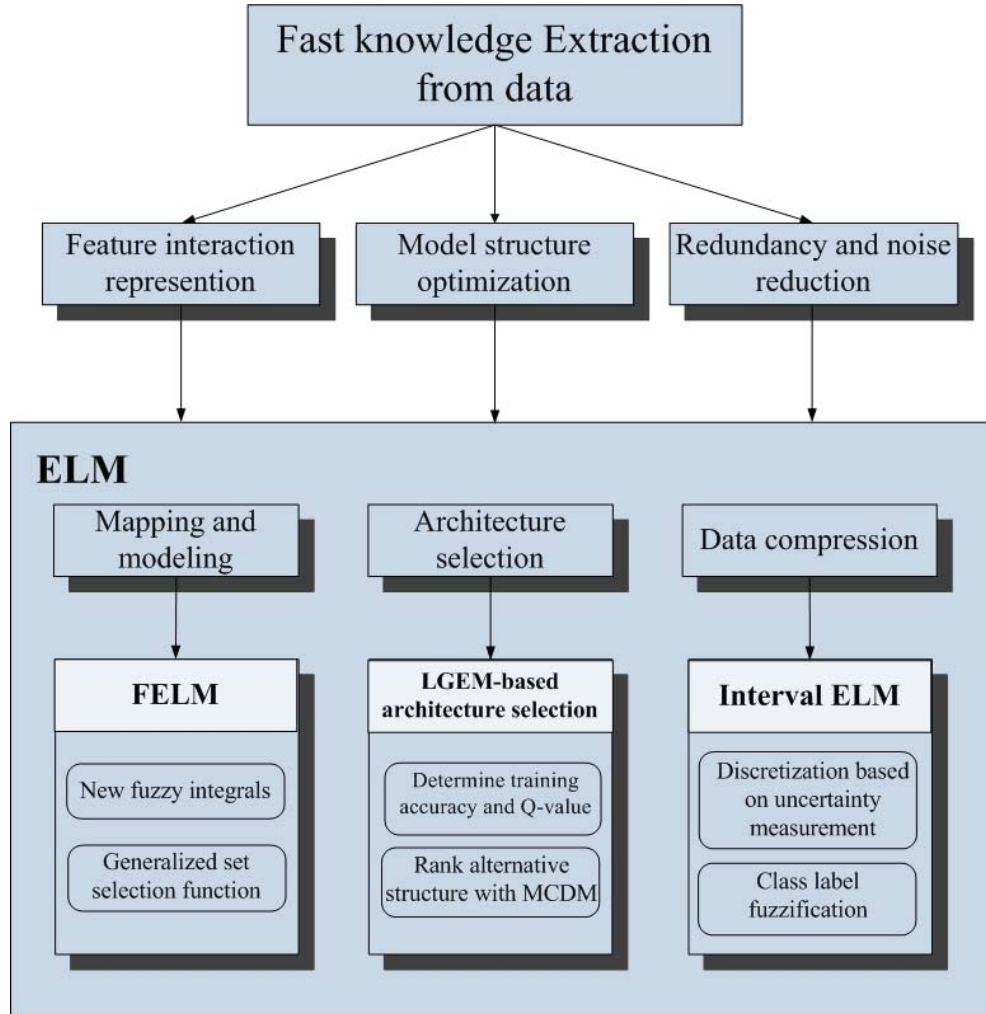 Fast knowledge Extraction
from data
Feature interaction
represention
Model structure
optimization
Redundancy and noise
reduction
ELM
Mapping and
modeling
Architecture
selection
Data compression
FELM
LGEM-based
architecture selection
Interval ELM
New fuzzy integrals
Generalized set
selection function
Determine training
accuracy and Q-value
Rank alternative
structure with MCDM
Discretization based
on uncertainty
measurement
Class label
fuzzification